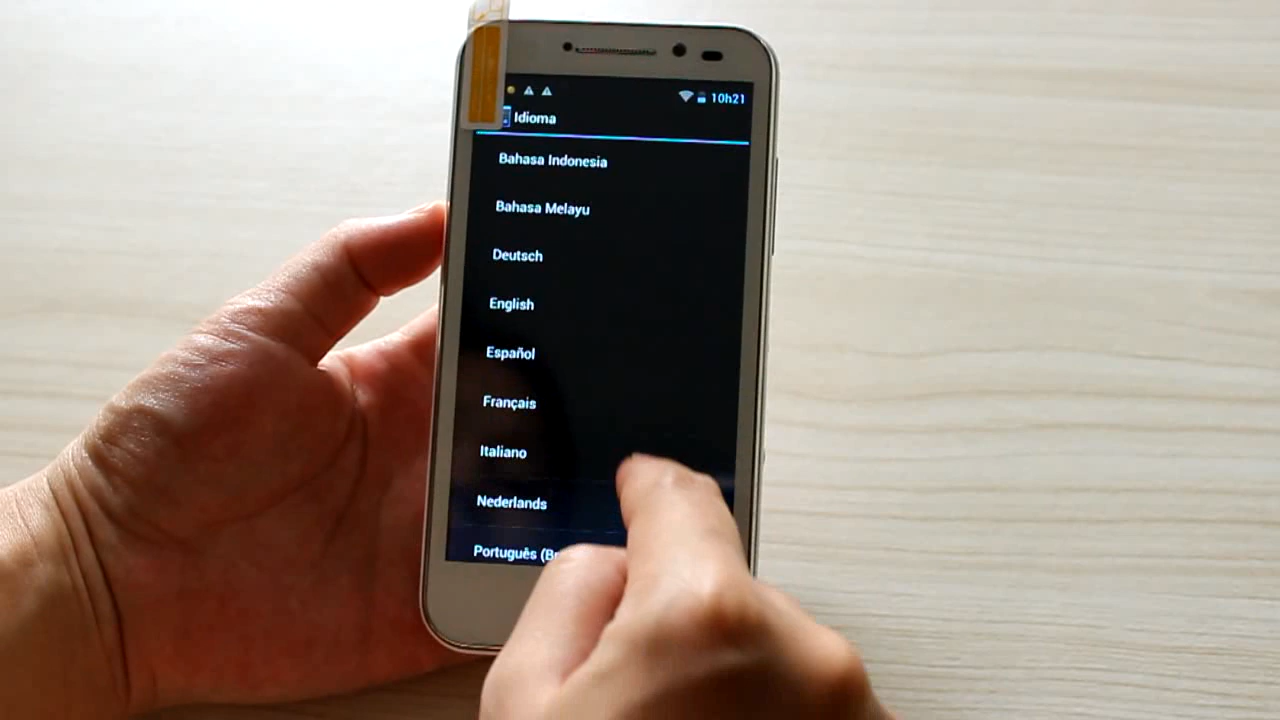 10h21
Idioma
Bahasa Indonesia
Bahasa Melayu
Deutsch
English
Español
Français
Italiano
Nederlands
Português